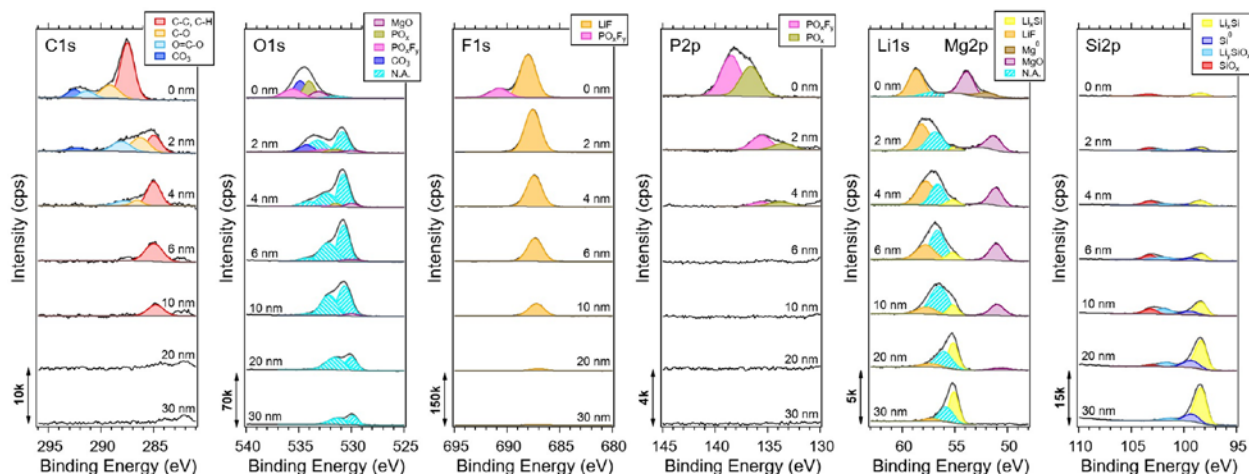 C1s
C-C, C-H
C-O
O=C-O
CO₃
0 nm
2 nm
4 nm
6 nm
10 nm
20 nm
30 nm
10k
Intensity (cps)
295 290 285
Binding Energy (eV)
O1s
MgO
POₓ
POₓFᵧ
CO₃
N.A.
0 nm
2 nm
4 nm
6 nm
10 nm
20 nm
30 nm
70k
Intensity (cps)
540 535 530 525
Binding Energy (eV)
F1s
LiF
POₓFᵧ
0 nm
2 nm
4 nm
6 nm
10 nm
20 nm
30 nm
150k
Intensity (cps)
695 690 685 680
Binding Energy (eV)
P2p
POₓFᵧ
POₓ
0 nm
2 nm
4 nm
6 nm
10 nm
20 nm
30 nm
4k
Intensity (cps)
145 140 135 130
Binding Energy (eV)
Li1s Mg2p
LiₓSi
LiF
Mg⁰
MgO
N.A.
0 nm
2 nm
4 nm
6 nm
10 nm
20 nm
30 nm
5k
Intensity (cps)
60 55 50
Binding Energy (eV)
Si2p
LiₓSi
Si⁰
LiᵧSiOₓ
SiOₓ
0 nm
2 nm
4 nm
6 nm
10 nm
20 nm
30 nm
15k
Intensity (cps)
110 105 100 95
Binding Energy (eV)